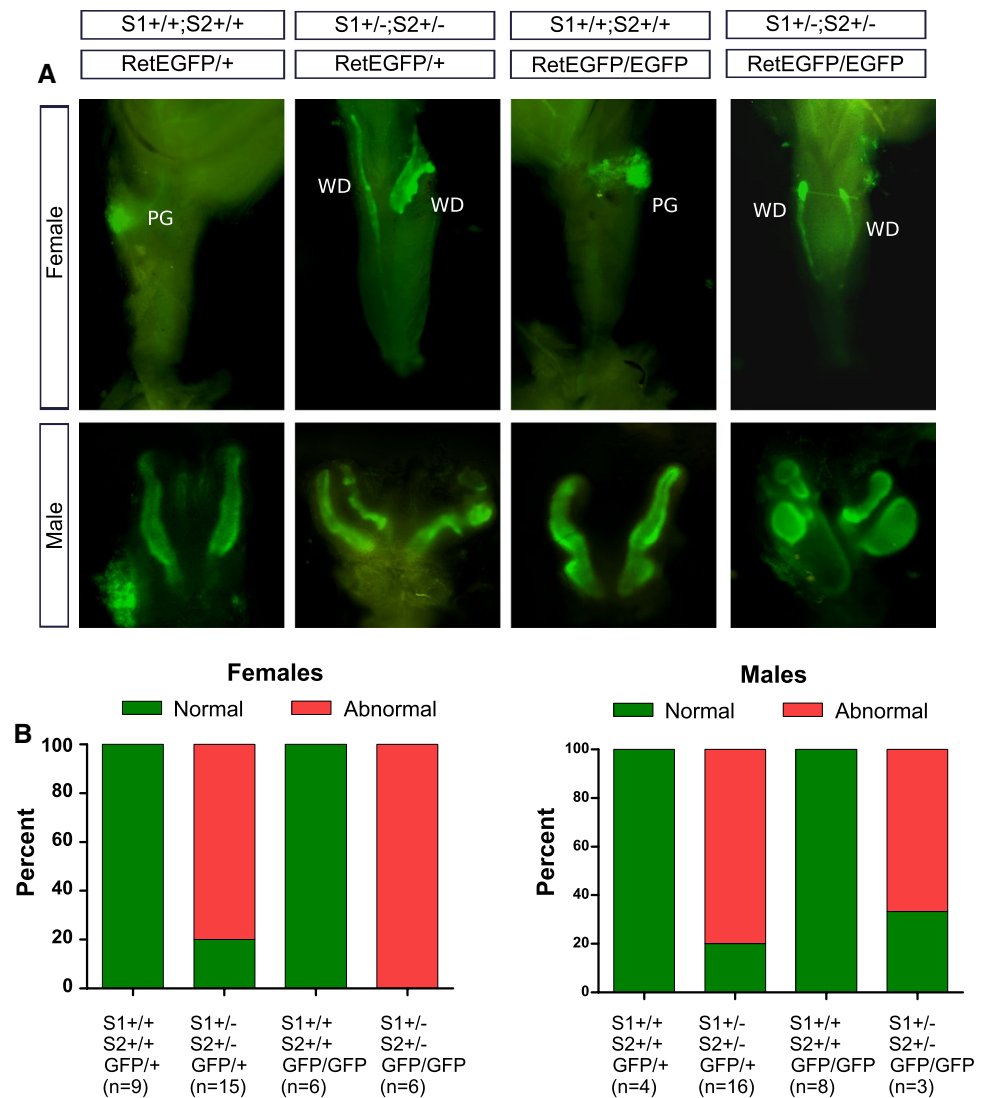 S1+/+;S2+/+ S1+/-;S2+/- S1+/+;S2+/+ S1+/-;S2+/-
A RetEGFP/+ RetEGFP/+ RetEGFP/EGFP RetEGFP/EGFP
Female
PG
WD
WD
PG
WD
WD
Male
B
Females
Normal Abnormal
Percent
100
80
60
40
20
0
S1+/+ S1+/- S1+/+ S1+/-
S2+/+ S2+/- S2+/+ S2+/-
GFP/+ GFP/+ GFP/GFP GFP/GFP
(n=9) (n=15) (n=6) (n=6)
Males
Normal Abnormal
Percent
100
80
60
40
20
0
S1+/+ S1+/- S1+/+ S1+/-
S2+/+ S2+/- S2+/+ S2+/-
GFP/+ GFP/+ GFP/GFP GFP/GFP
(n=4) (n=16) (n=8) (n=3)